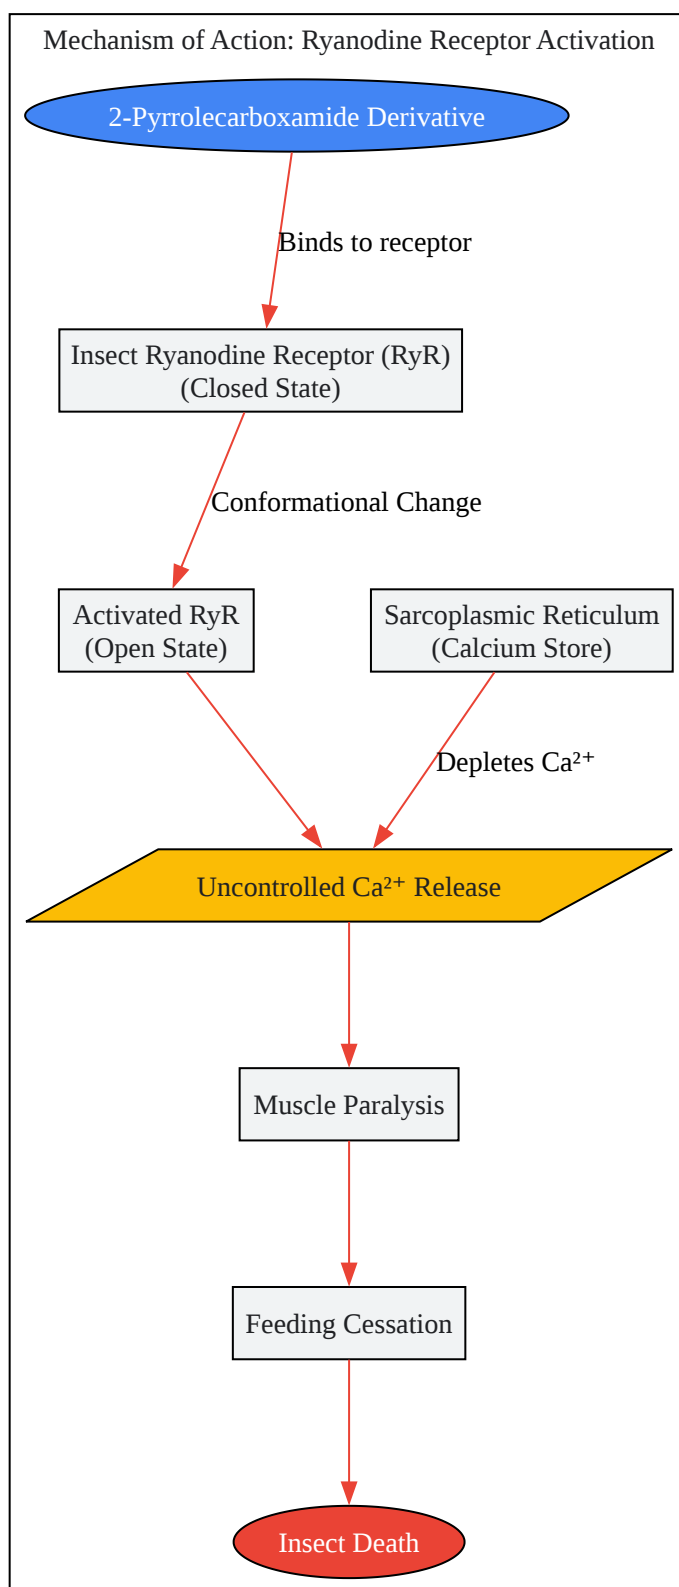 Mechanism of Action: Ryanodine Receptor Activation
2-Pyrrolecarboxamide Derivative
Binds to receptor
Insect Ryanodine Receptor (RyR)
(Closed State)
Conformational Change
Activated RyR
(Open State)
Sarcoplasmic Reticulum
(Calcium Store)
Depletes Ca²⁺
Uncontrolled Ca²⁺ Release
Muscle Paralysis
Feeding Cessation
Insect Death